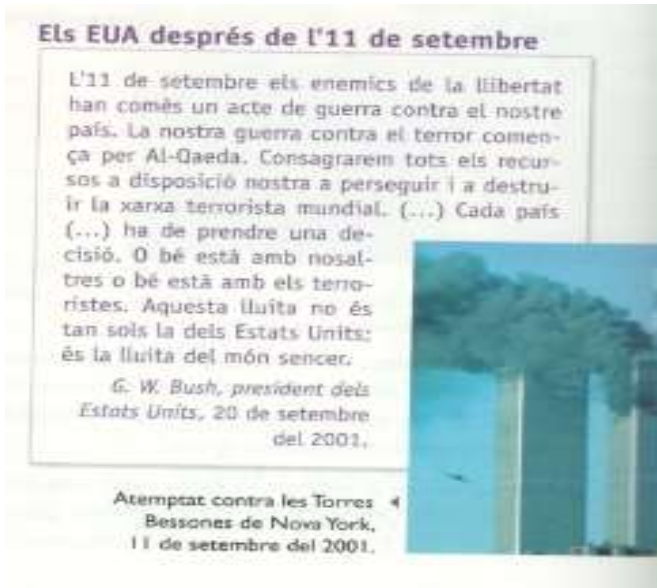 Els EUA després de l'11 de setembre
L'11 de setembre els enemics de la llibertat
han comès un acte de guerra contra el nostre
país. La nostra guerra contra el terror comen-
ça per Al-Qaeda. Consagrarem tots els recur-
sos a disposició nostra a perseguir i a destru-
ir la xarxa terrorista mundial. (...) Cada país
(...) ha de prendre una de-
cisió. O bé està amb nosal-
tres o bé està amb els terro-
ristes. Aquesta lluita no és
tan sols la dels Estats Units;
és la lluita del món sencer.
G. W. Bush, president dels
Estats Units, 20 de setembre
del 2001.
Atemptat contra les Torres
Bessones de Nova York,
11 de setembre del 2001.